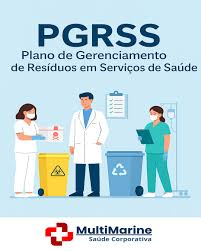 PGRSS
Plano de Gerenciamento
de Resíduos em Serviços de Saúde
MultiMarine
Saúde Corporativa